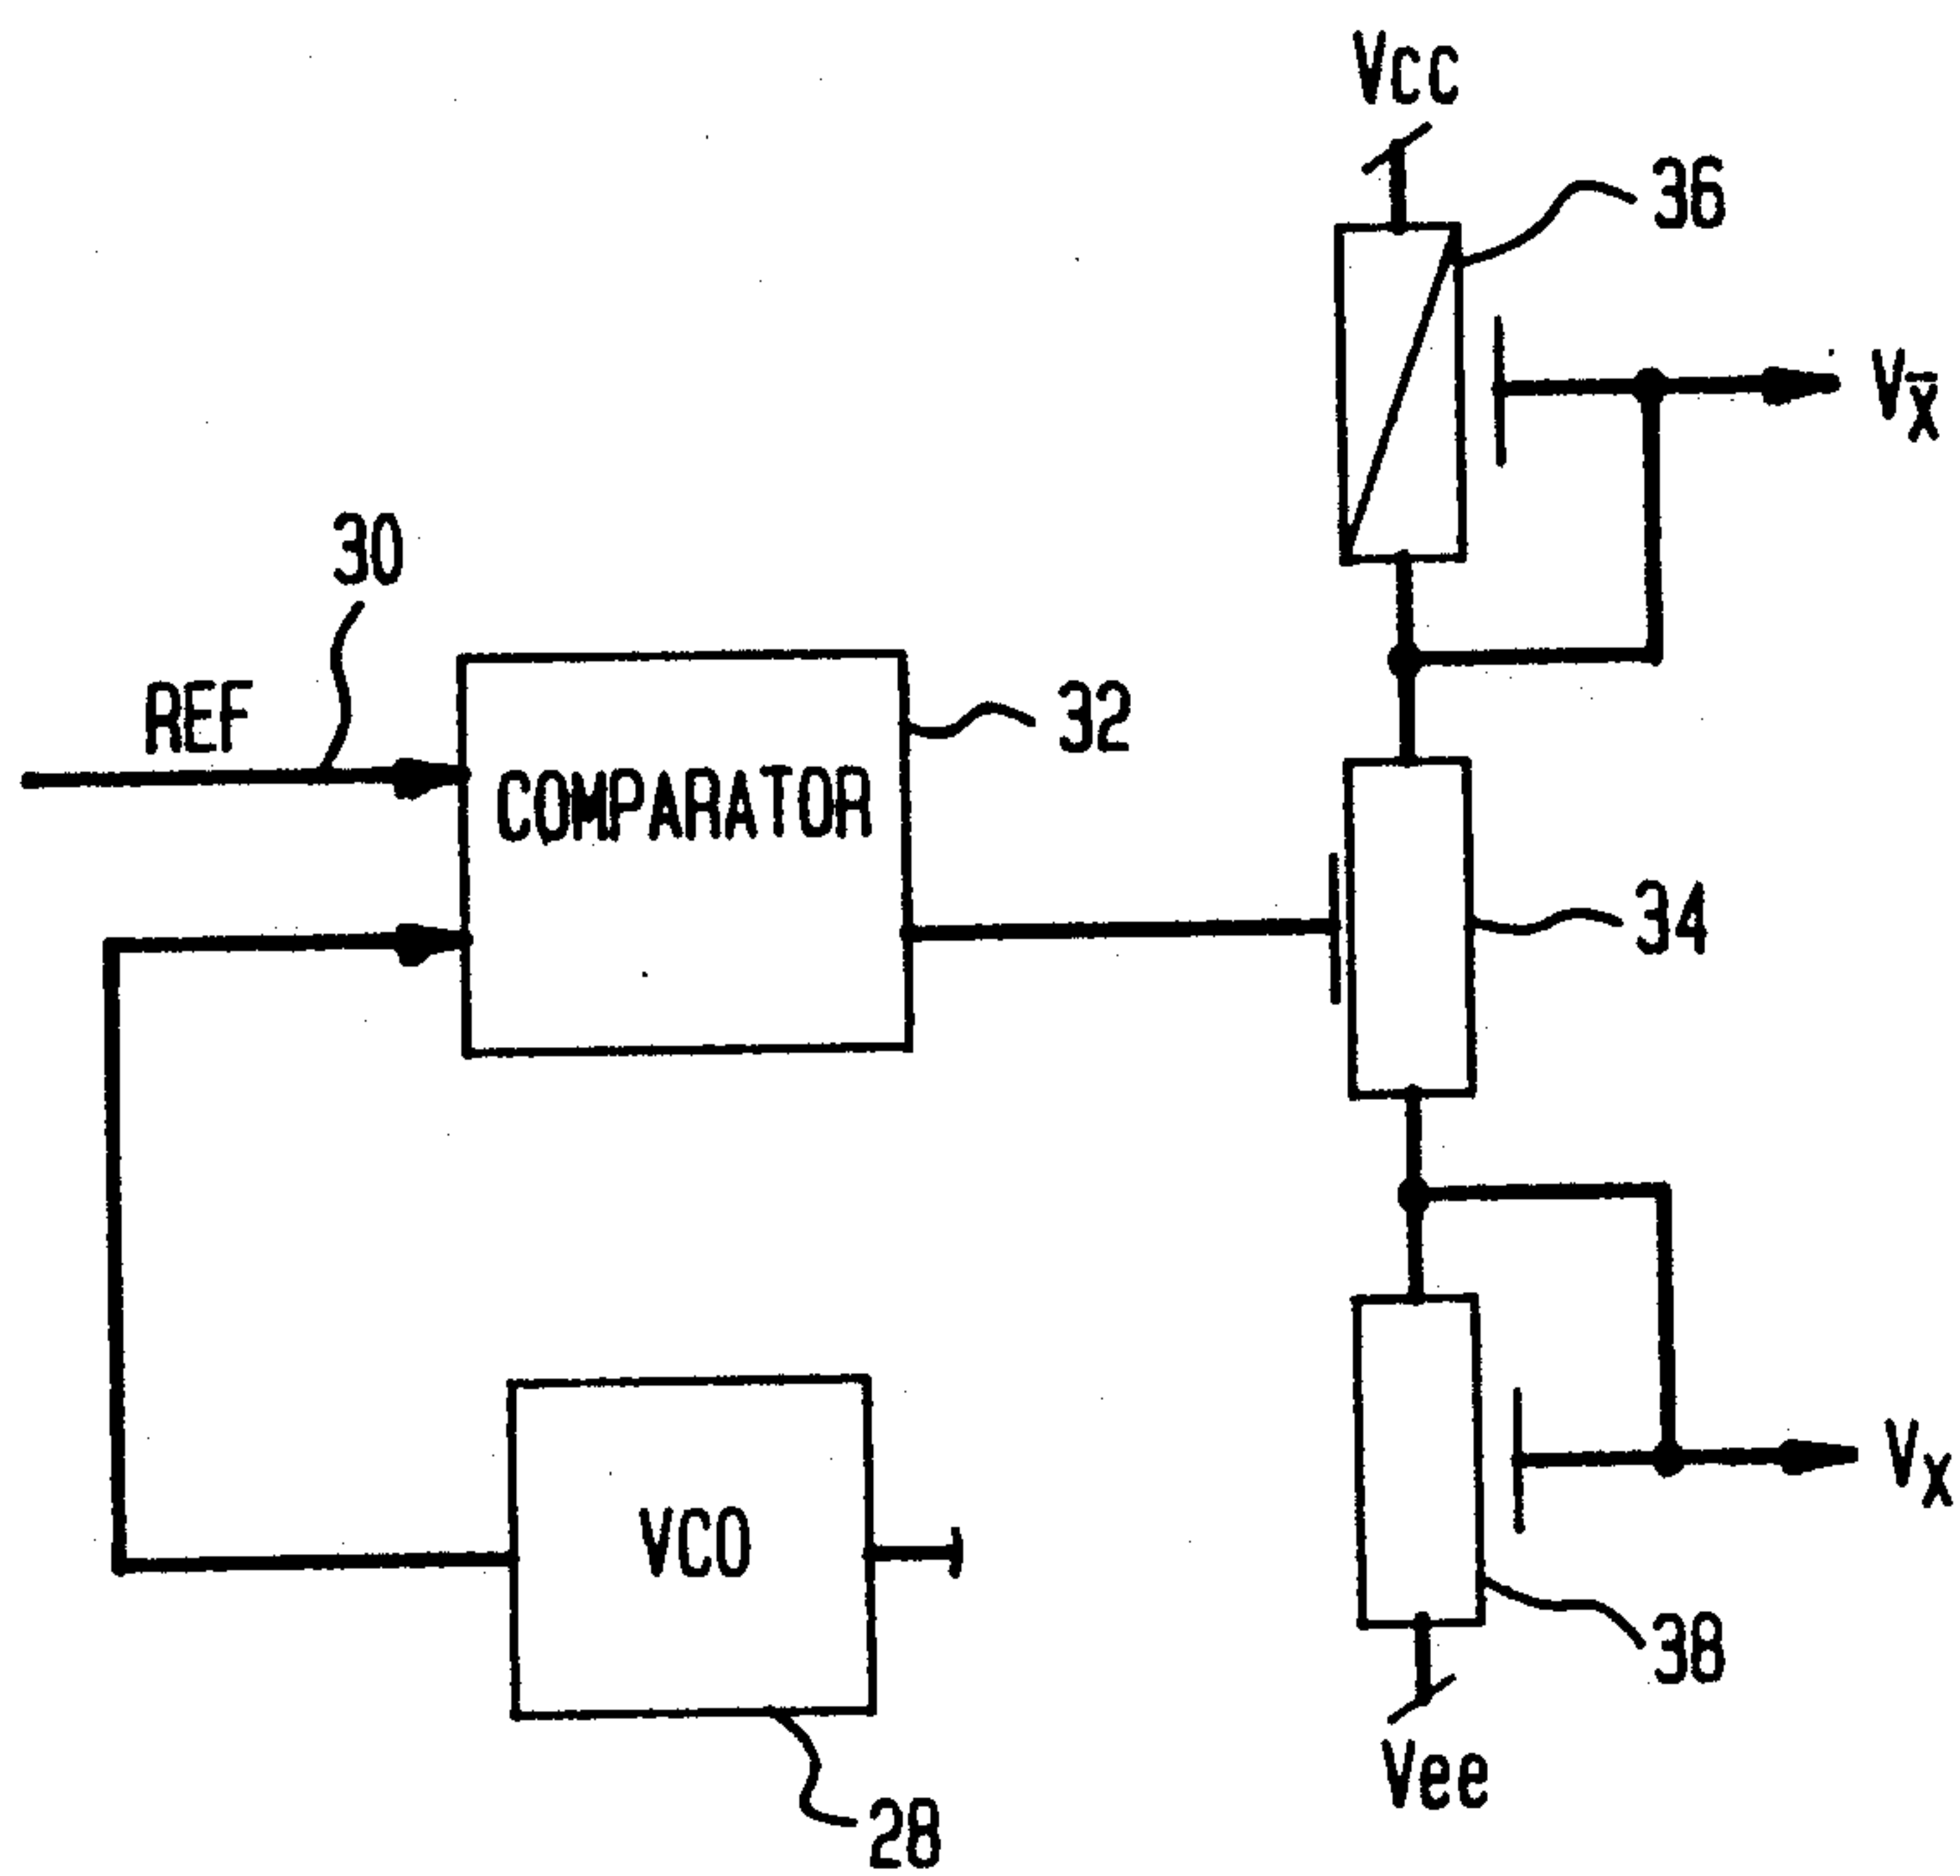 Vcc
36
VX̅
30
REF
32
COMPARATOR
34
VX
VCO
38
Vee
28